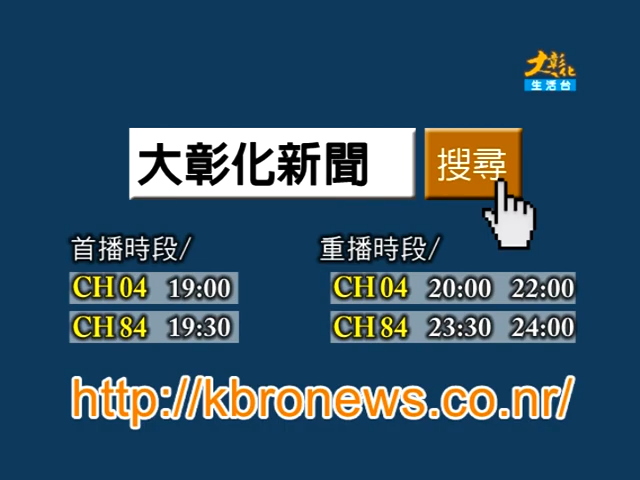 大彰化
生活台
大彰化新聞 搜尋
首播時段/ 重播時段/
CH04 19:00 CH04 20:00 22:00
CH84 19:30 CH84 23:30 24:00
http://kbronews.co.nr/